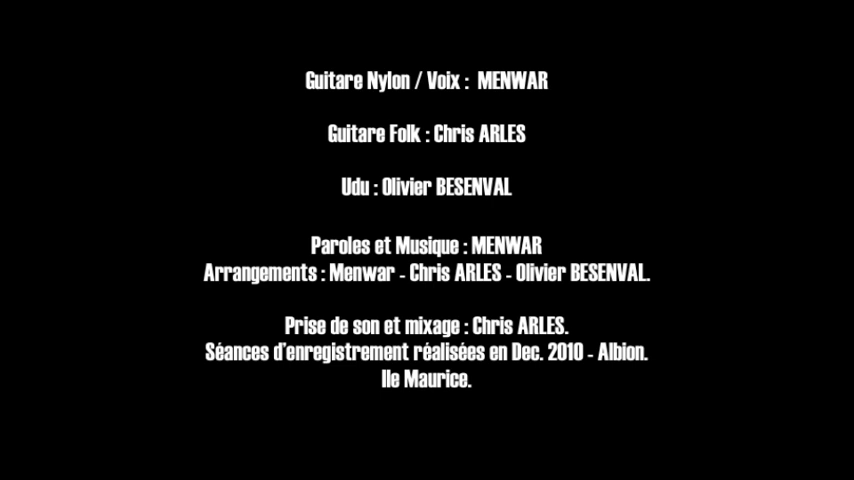 Guitare Nylon / Voix : MENWAR
Guitare Folk : Chris ARLES
Udu : Olivier BESENVAL
Paroles et Musique : MENWAR
Arrangements : Menwar - Chris ARLES - Olivier BESENVAL.
Prise de son et mixage : Chris ARLES.
Séances d'enregistrement réalisées en Dec. 2010 - Albion.
Ile Maurice.